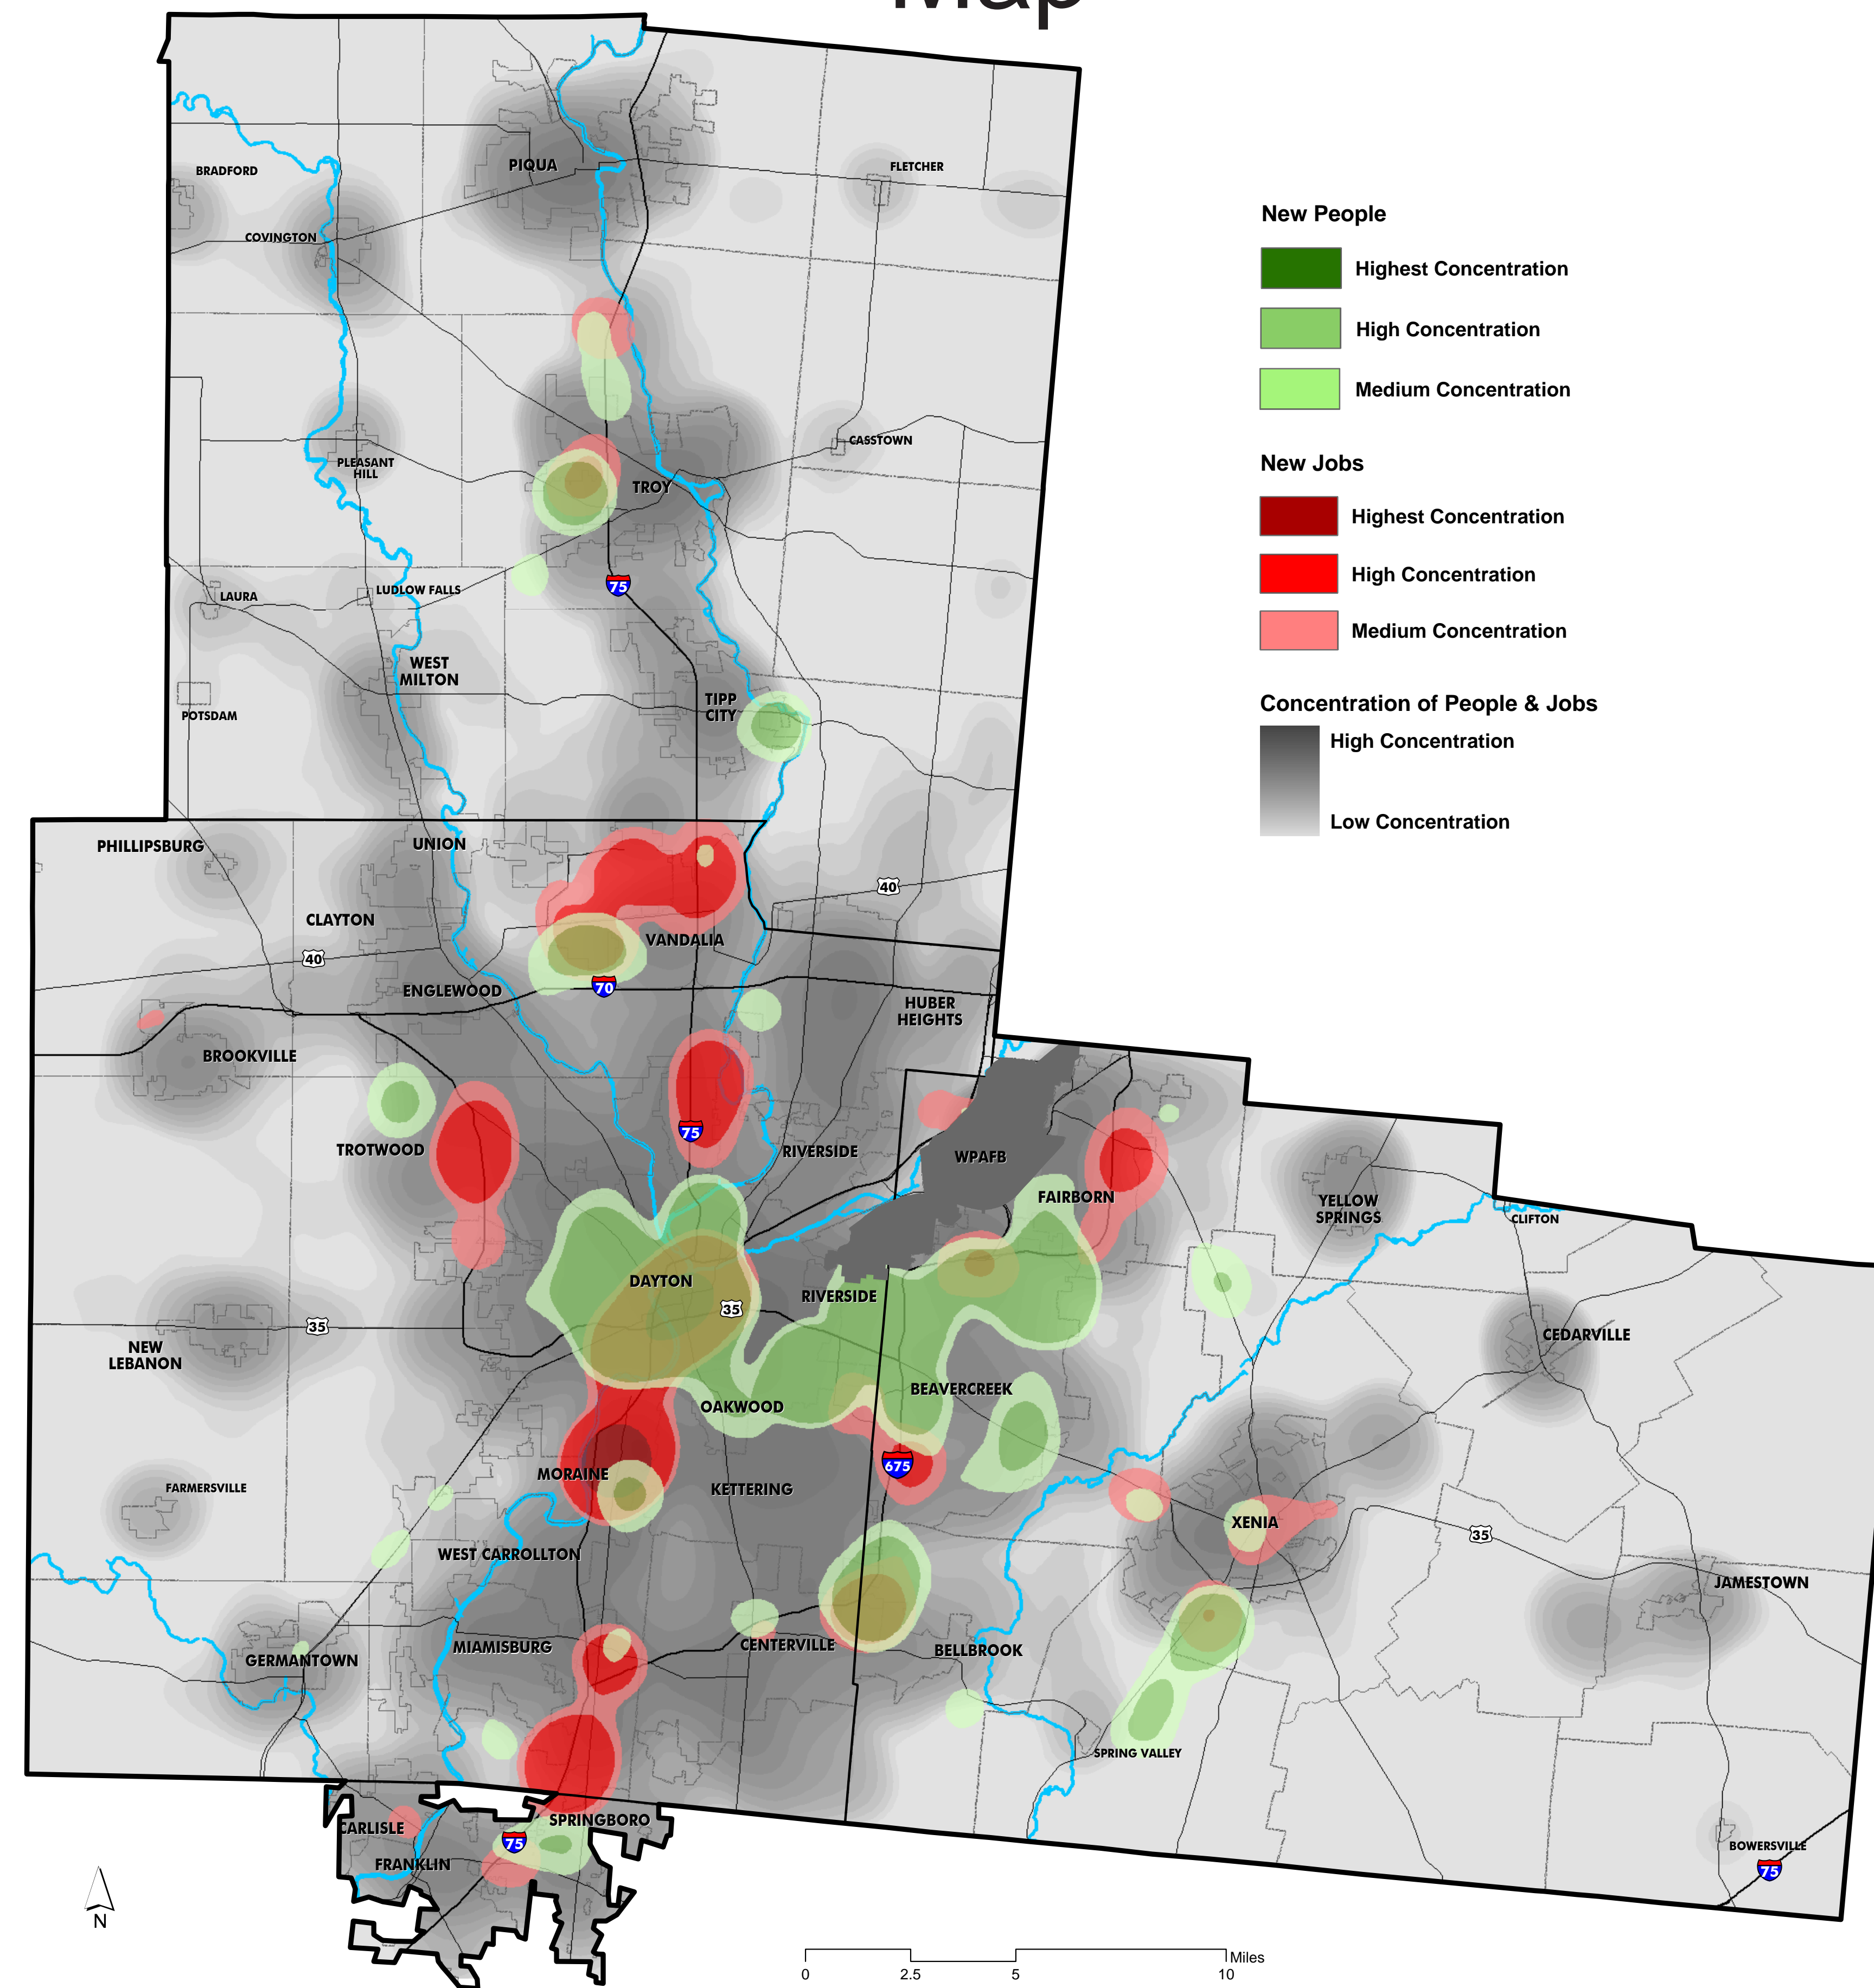 Map
PIQUA
FLETCHER
BRADFORD
COVINGTON
New People
Highest Concentration
High Concentration
Medium Concentration
CASSTOWN
PLEASANT
HILL
TROY
New Jobs
Highest Concentration
High Concentration
Medium Concentration
75
LUDLOW FALLS
LAURA
WEST
MILTON
TIPP
CITY
POTSDAM
Concentration of People & Jobs
High Concentration
Low Concentration
PHILLIPSBURG
UNION
40
CLAYTON
VANDALIA
40
ENGLEWOOD
70
HUBER
HEIGHTS
BROOKVILLE
75
TROTWOOD
RIVERSIDE
WPAFB
FAIRBORN
YELLOW
SPRINGS
CLIFTON
DAYTON
RIVERSIDE
35
35
NEW
LEBANON
CEDARVILLE
BEAVERCREEK
OAKWOOD
675
MORAINE
KETTERING
FARMERSVILLE
XENIA
35
WEST CARROLLTON
JAMESTOWN
MIAMISBURG
CENTERVILLE
BELLBROOK
GERMANTOWN
SPRING VALLEY
SPRINGBORO
CARLISLE
75
FRANKLIN
BOWERSVILLE
75
N
Miles
0 2.5 5 10